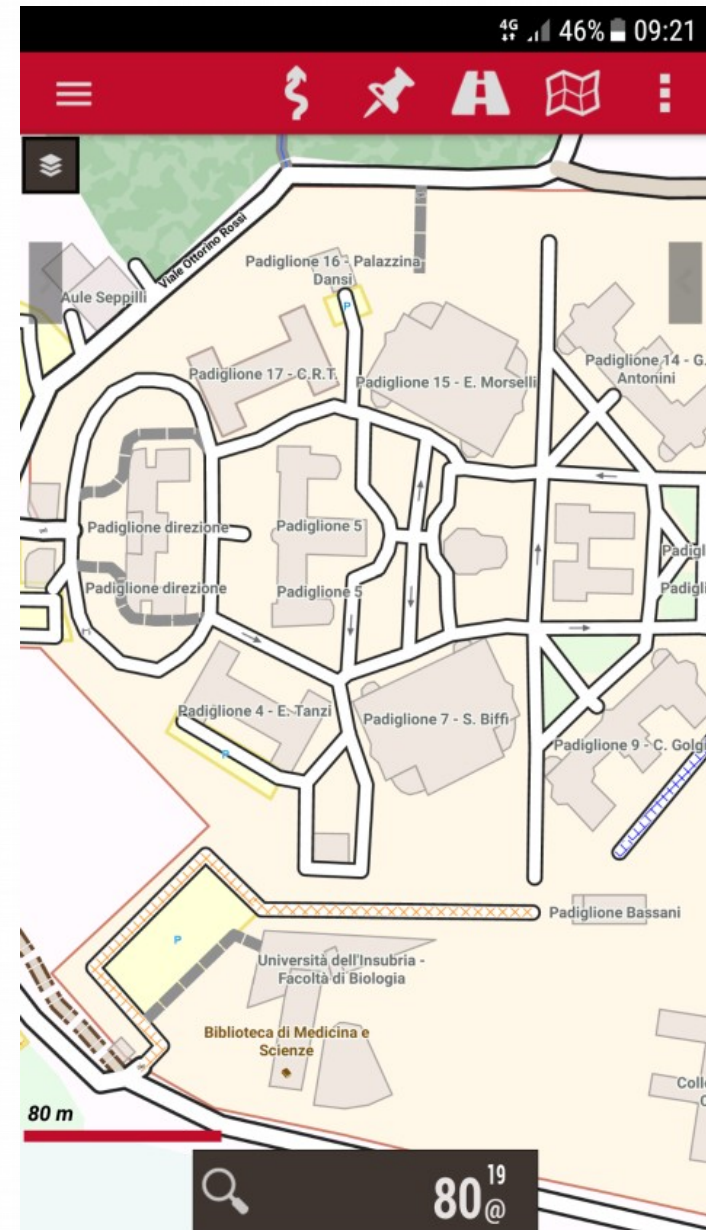 4G 46% 09:21
Viale Ottorino Rossi
Padiglione 16 - Palazzina
Dansi
Aule Seppilli
Padiglione 14 - G.
Antonini
Padiglione 17 - C.R.T.
Padiglione 15 - E. Morselli
Padiglione direzione
Padiglione 5
Padigl
Padiglione direzione
Padiglione 5
Padigli
Padiglione 4 - E. Tanzi
Padiglione 7 - S. Biffi
Padiglione 9 - C. Golgi
P
P
P
Padiglione Bassani
Università dell'Insubria -
Facoltà di Biologia
Biblioteca di Medicina e
Scienze
Colle
C
80 m
80 19
@